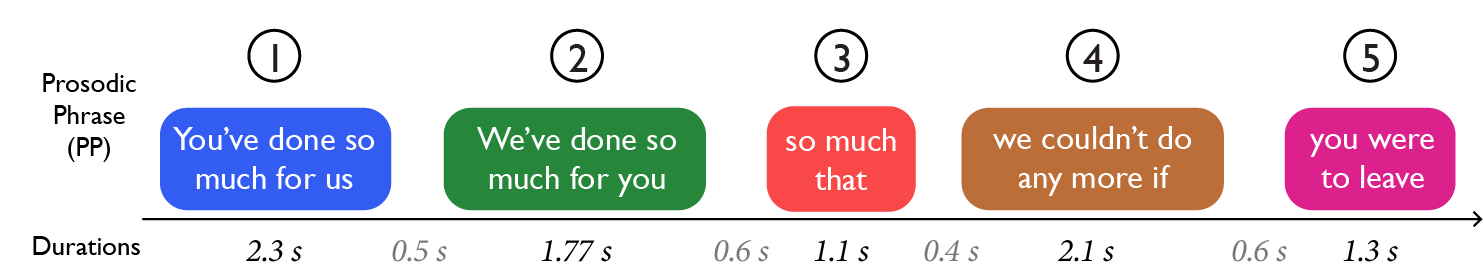 1 2 3 4 5
Prosodic
Phrase
(PP)
You've done so
much for us
We've done so
much for you
so much
that
we couldn't do
any more if
you were
to leave
Durations 2.3 s 0.5 s 1.77 s 0.6 s 1.1 s 0.4 s 2.1 s 0.6 s 1.3 s